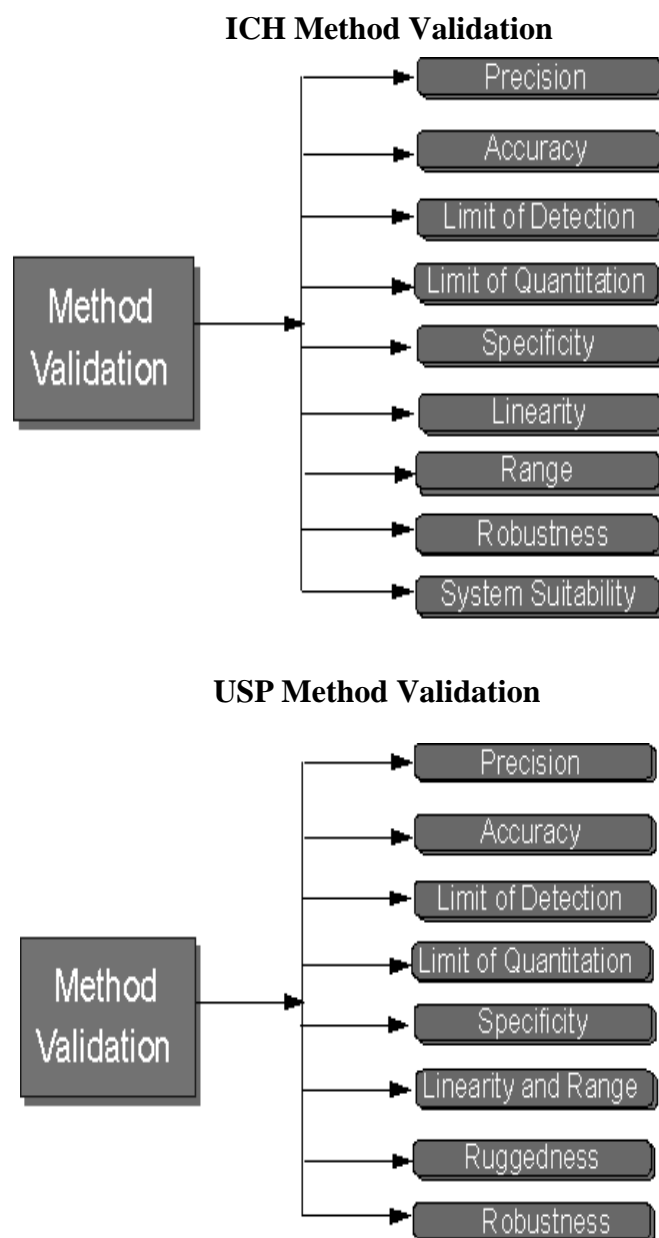 ICH Method Validation
Precision
Accuracy
Limit of Detection
Method
Validation
Limit of Quantitation
Specificity
Linearity
Range
Robustness
System Suitability
USP Method Validation
Precision
Accuracy
Limit of Detection
Method
Validation
Limit of Quantitation
Specificity
Linearity and Range
Ruggedness
Robustness